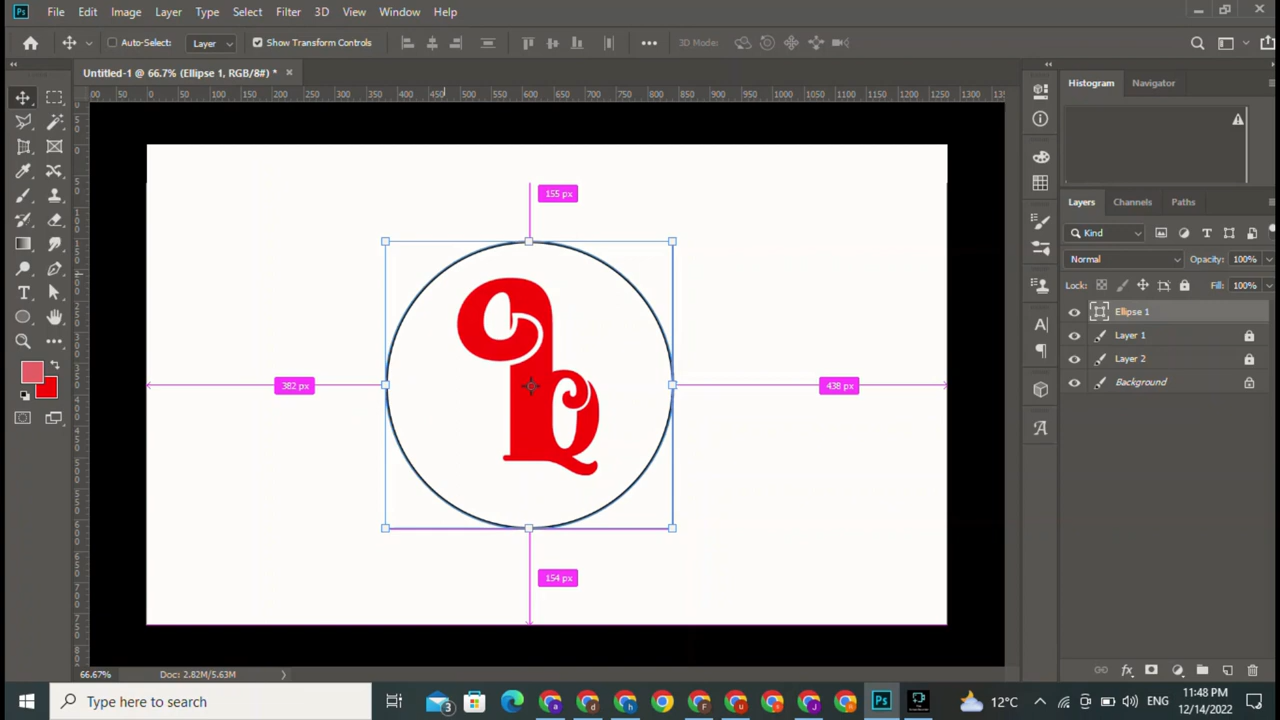 Ps File Edit Image Layer Type Select Filter 3D View Window Help
Auto-Select: Layer Show Transform Controls 3D Mode:
Untitled-1 @ 66.7% (Ellipse 1, RGB/8#) *
Histogram Navigator
155 px
Layers Channels Paths
Kind
Normal Opacity: 100%
Lock: Fill: 100%
Ellipse 1
Layer 1
Layer 2
382 px
438 px
Background
154 px
66.67% Doc: 2.82M/5.63M
Type here to search
3
Ps
12°C
ENG
11:48 PM
12/14/2022